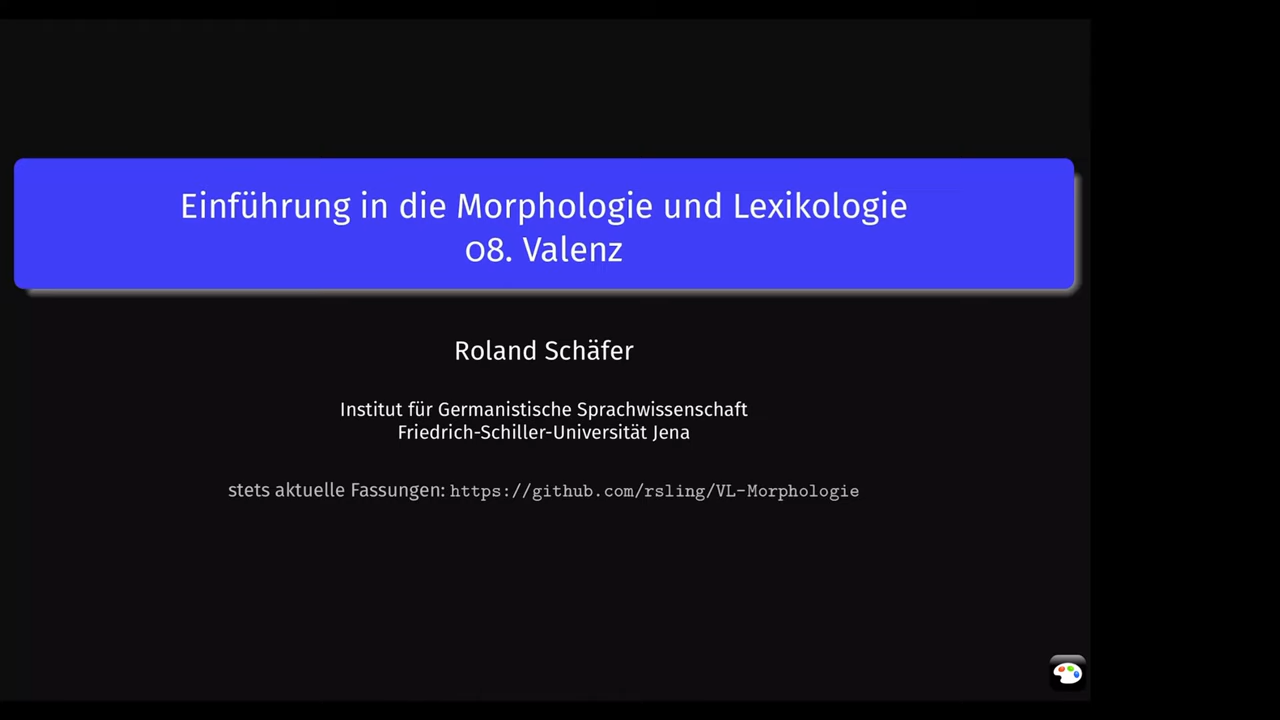 Einführung in die Morphologie und Lexikologie
08. Valenz
Roland Schäfer
Institut für Germanistische Sprachwissenschaft
Friedrich-Schiller-Universität Jena
stets aktuelle Fassungen: https://github.com/rsling/VL-Morphologie